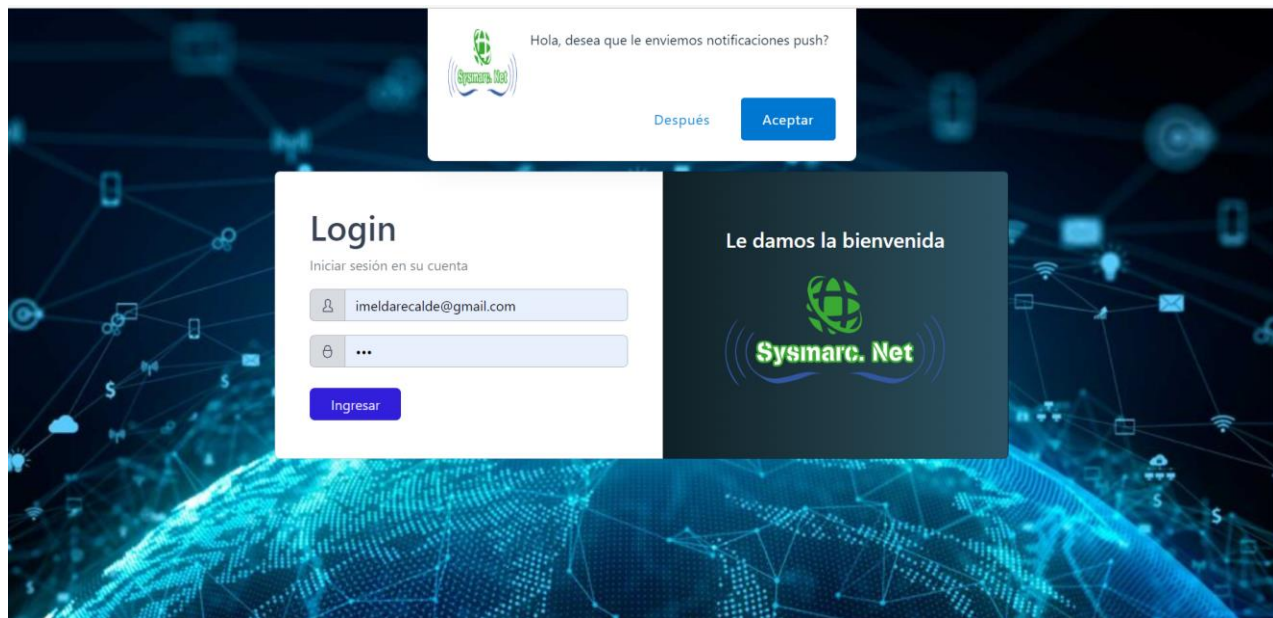 Hola, desea que le enviemos notificaciones push?
Sysmarc. Net
Después Aceptar
Login
Iniciar sesión en su cuenta
imeldarecalde@gmail.com
•••
Ingresar
Le damos la bienvenida
Sysmarc. Net